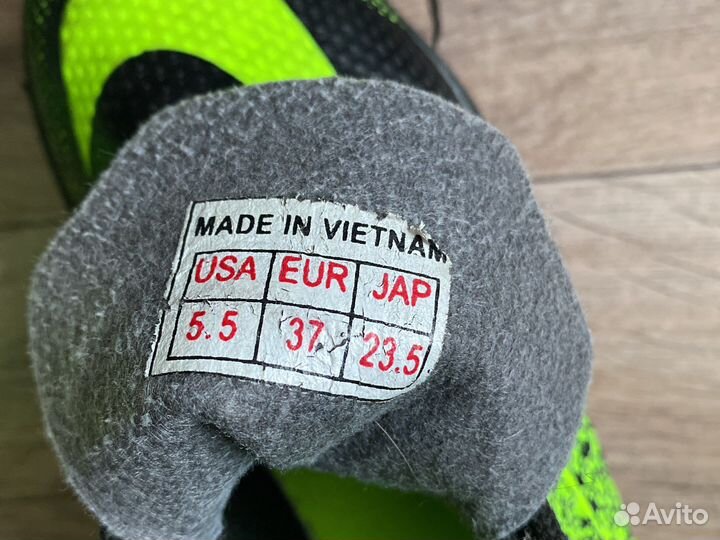 MADE IN VIETNAM
USA EUR JAP
5.5 37 23.5
Avito